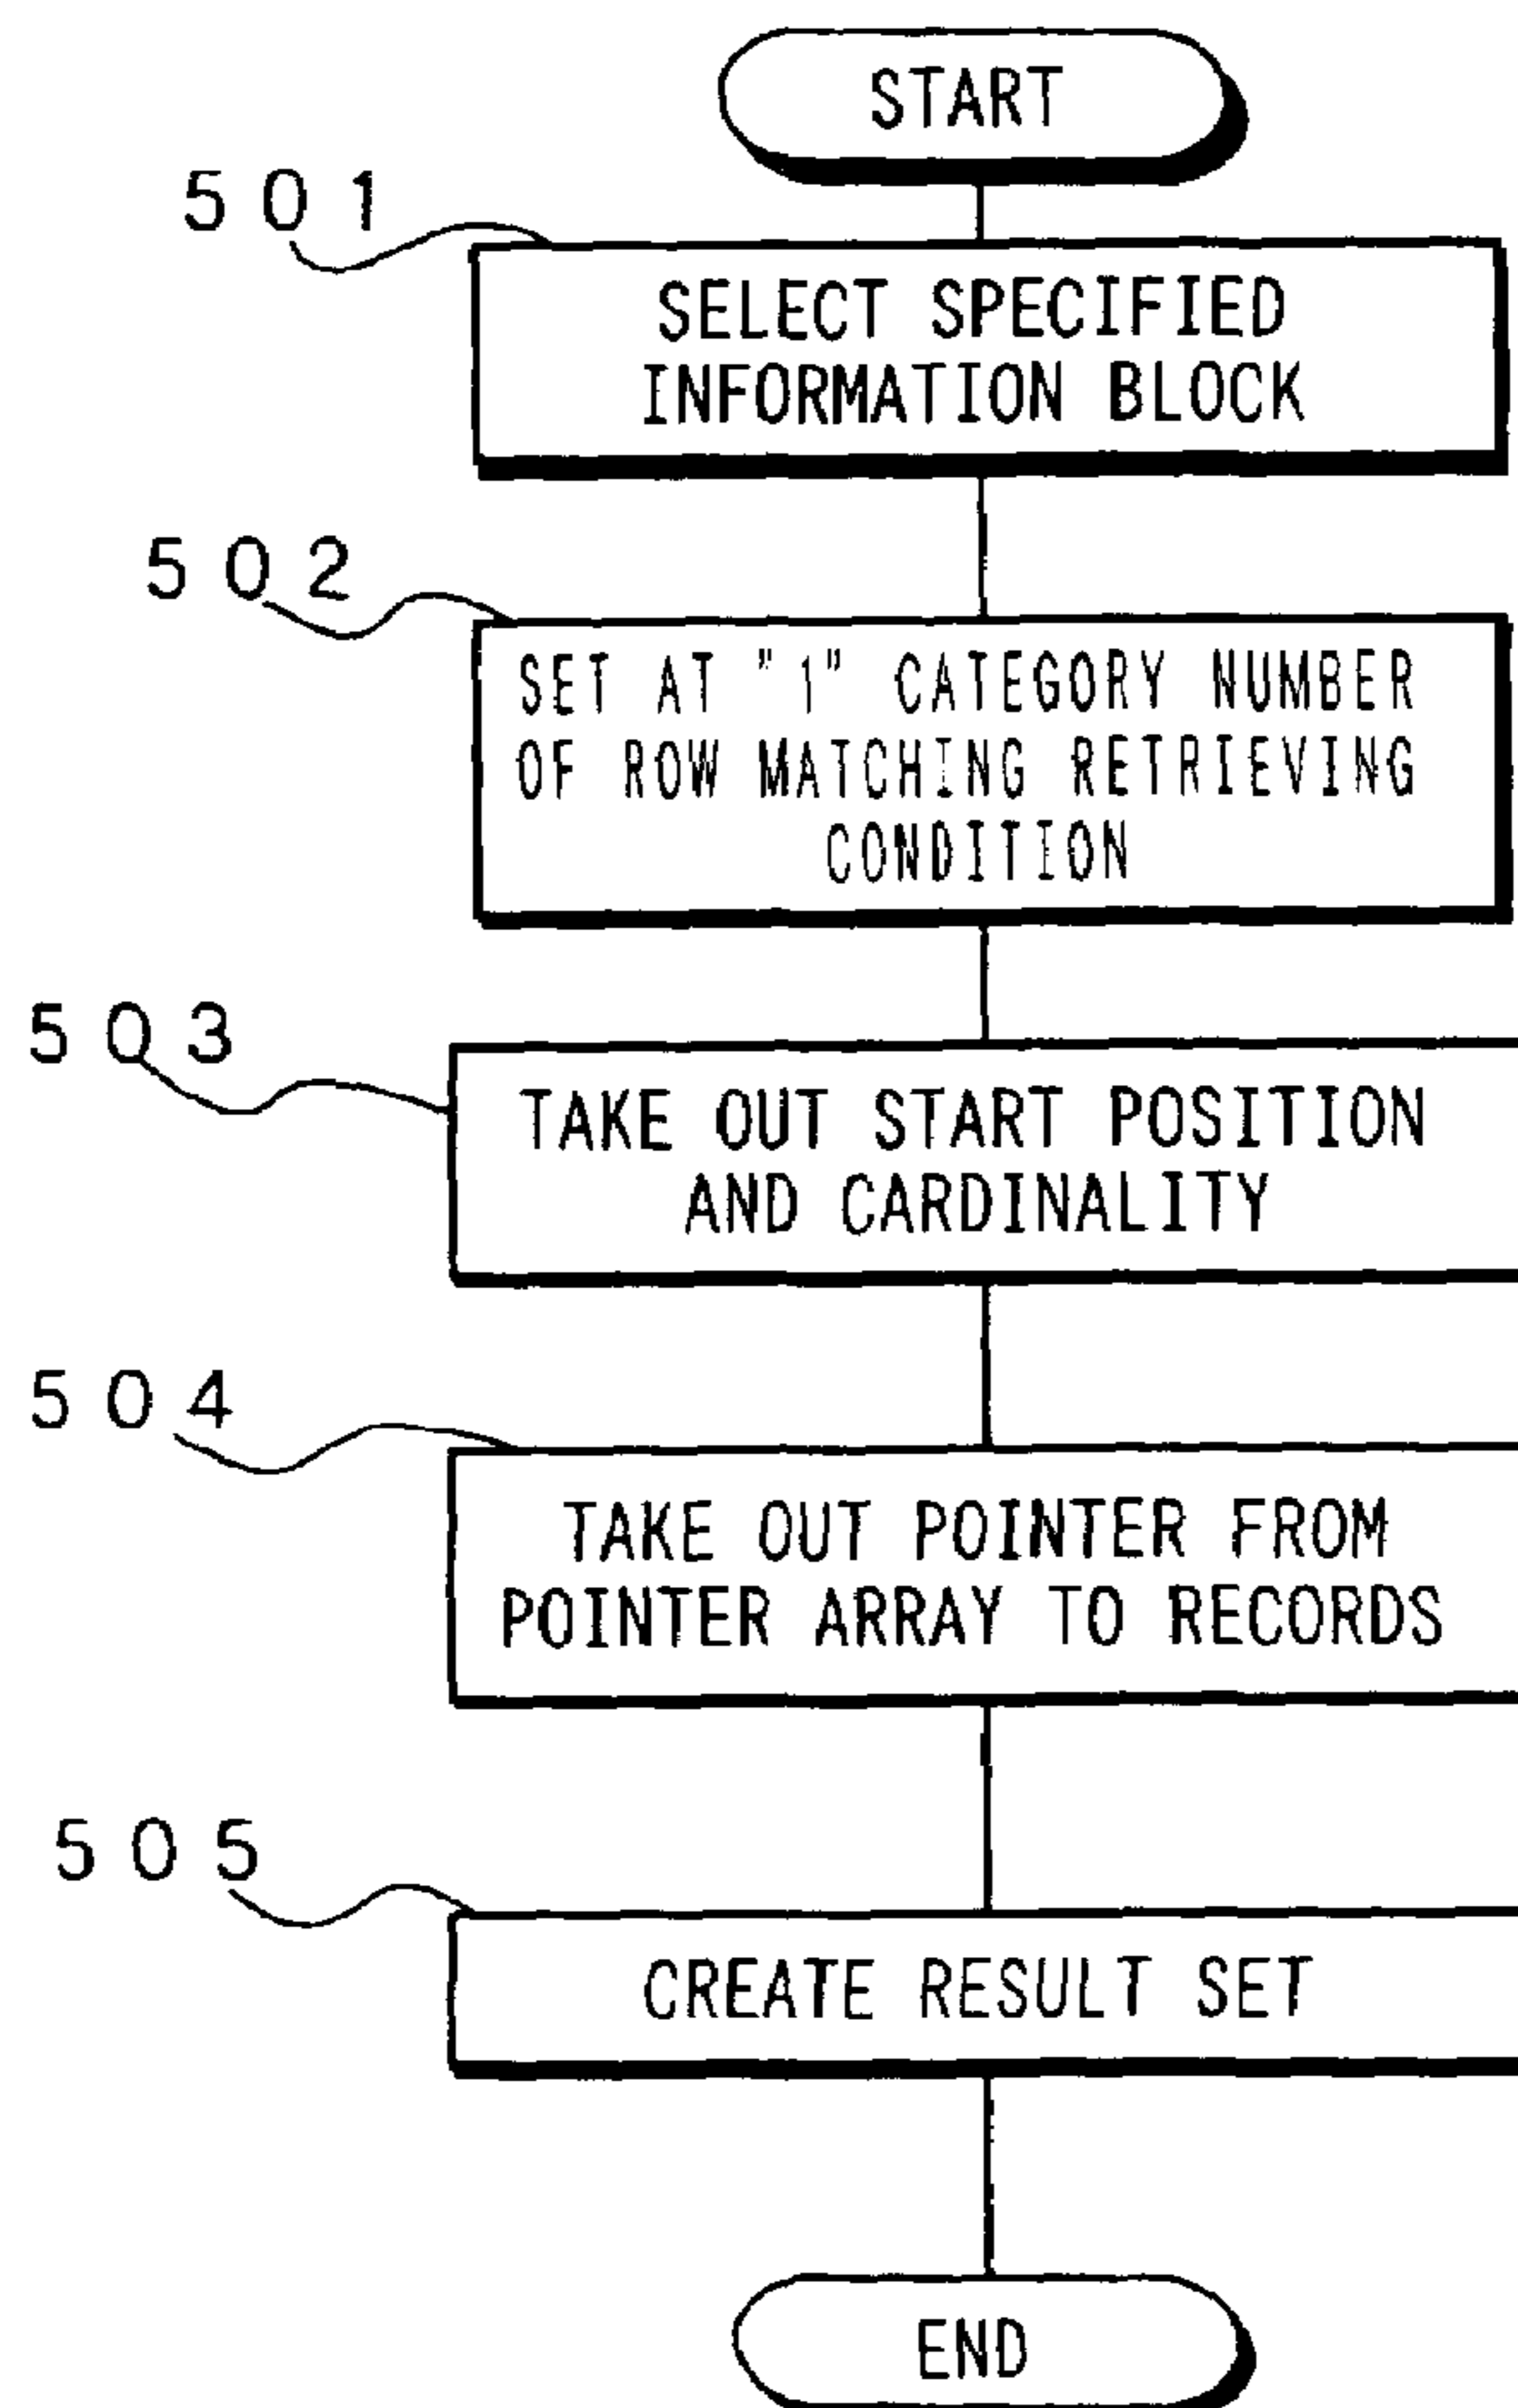 START
501
SELECT SPECIFIED
INFORMATION BLOCK
502
SET AT "1" CATEGORY NUMBER
OF ROW MATCHING RETRIEVING
CONDITION
503
TAKE OUT START POSITION
AND CARDINALITY
504
TAKE OUT POINTER FROM
POINTER ARRAY TO RECORDS
505
CREATE RESULT SET
END